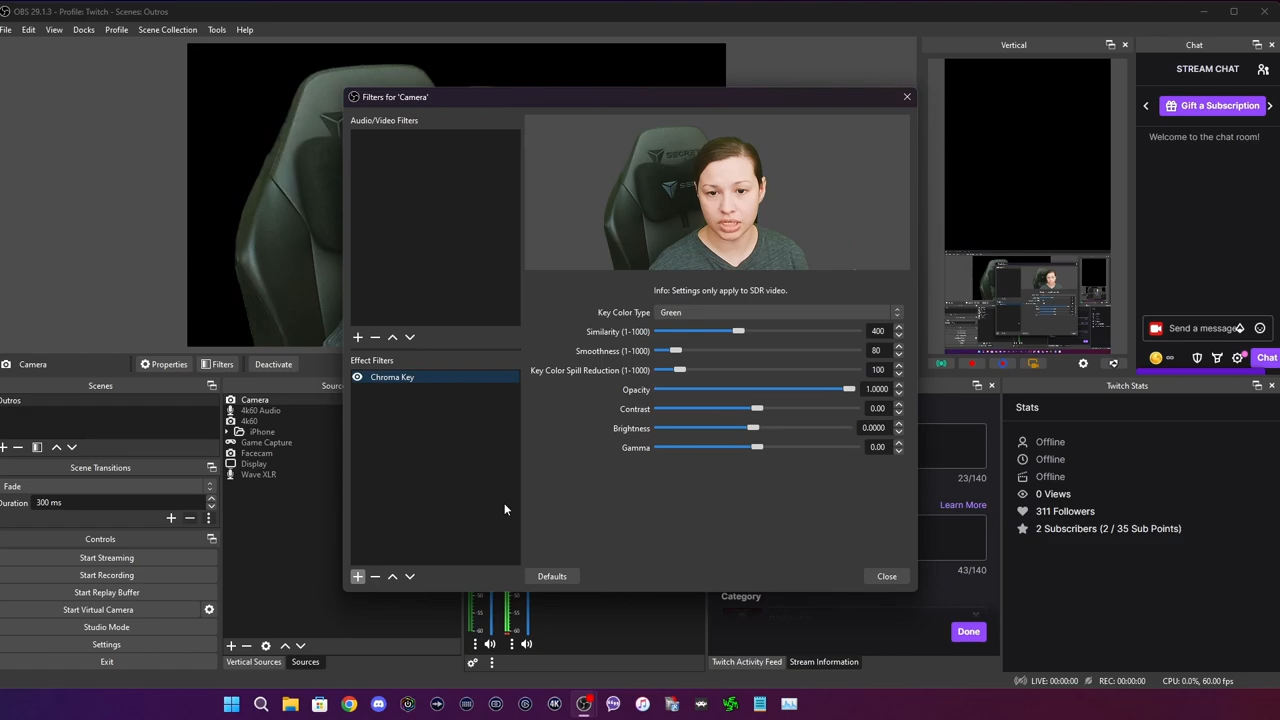 OBS 29.1.3 - Profile: Twitch - Scenes: Outros
File Edit View Docks Profile Scene Collection Tools Help
Vertical
Chat
STREAM CHAT
Gift a Subscription
Welcome to the chat room!
Filters for 'Camera'
Audio/Video Filters
Info: Settings only apply to SDR video.
Key Color Type Green
Similarity (1-1000) 400
Smoothness (1-1000) 80
Key Color Spill Reduction (1-1000) 100
Opacity 1.0000
Contrast 0.00
Brightness 0.0000
Gamma 0.00
Effect Filters
Chroma Key
Defaults
Close
Camera
Properties
Filters
Deactivate
Scenes
Outros
Scene Transitions
Fade
Duration 300 ms
Controls
Start Streaming
Start Recording
Start Replay Buffer
Start Virtual Camera
Studio Mode
Settings
Exit
Camera
4k60 Audio
4k60
iPhone
Game Capture
Facecam
Display
Wave XLR
Vertical Sources
Sources
23/140
Learn More
43/140
Category
Done
Twitch Activity Feed
Stream Information
Send a message
Chat
Twitch Stats
Stats
Offline
Offline
Offline
0 Views
311 Followers
2 Subscribers (2 / 35 Sub Points)
LIVE: 00:00:00
REC: 00:00:00
CPU: 0.0%, 60.00 fps